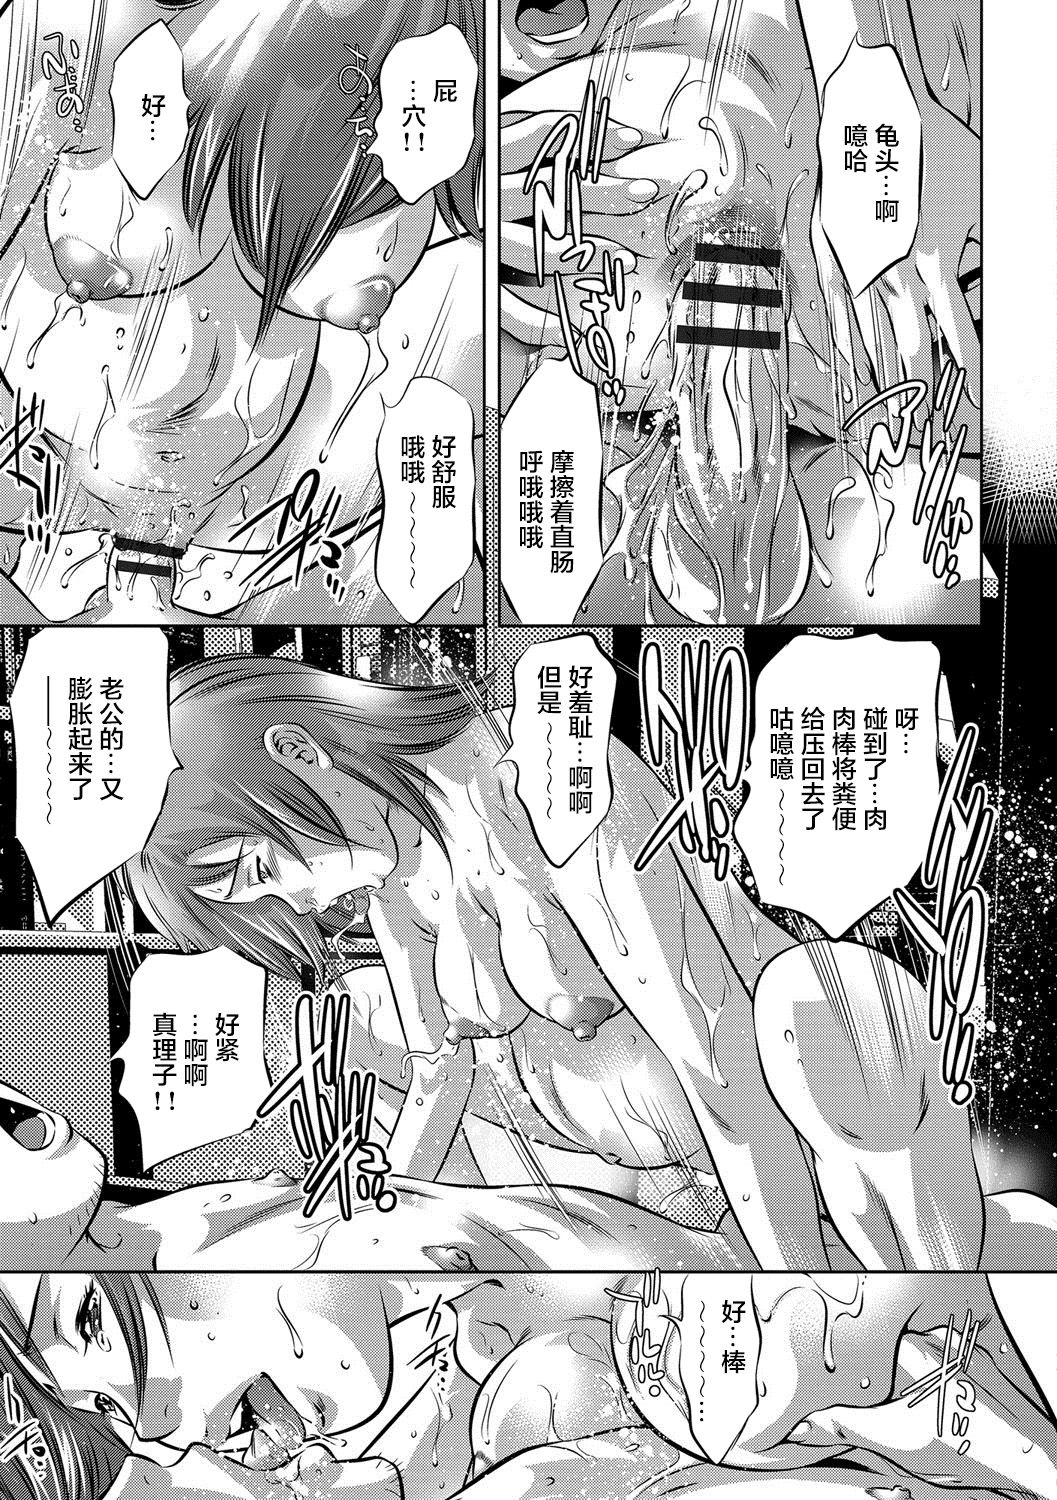 龟头…啊
噫哈
摩擦着直肠
呼哦哦哦
屁
…穴!!
好…
好舒服
哦哦～～～～
呀…
碰到了…肉
肉棒将粪便
给压回去了
咕噫噫～～～～
好羞耻…啊啊
但是～～～～
老公的…又
膨胀起来了
——～～～～
好紧
…啊啊
真理子!!
好…棒
～～～～